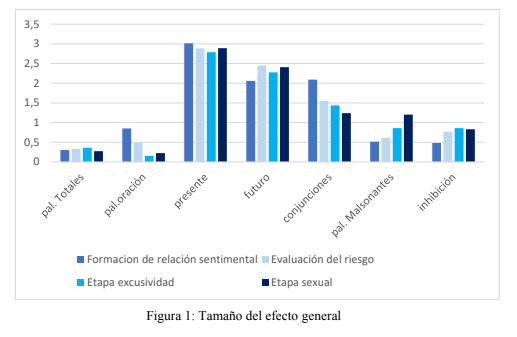 3,5
3
2,5
2
1,5
1
0,5
0
pal. Totales
pal.oración
presente
futuro
conjunciones
pal. Malsonantes
inhibición
Formacion de relación sentimental Evaluación del riesgo
Etapa excusividad Etapa sexual
Figura 1: Tamaño del efecto general